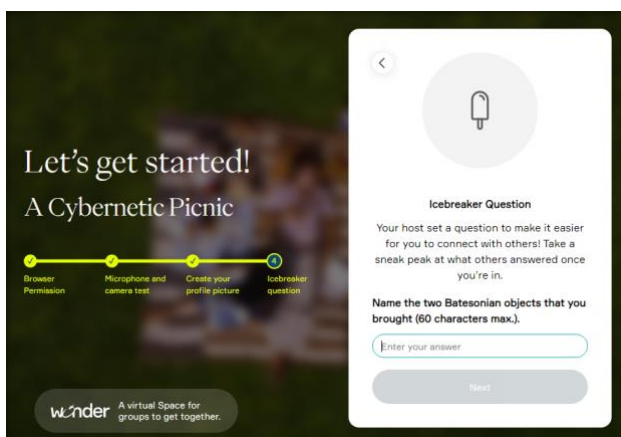 Let's get started!
A Cybernetic Picnic
Browser
Permission
Microphone and
camera test
Create your
profile picture
4
Icebreaker
question
wonder
A virtual Space for
groups to get together.
Icebreaker Question
Your host set a question to make it easier
for you to connect with others! Take a
sneak peak at what others answered once
you're in.
Name the two Batesonian objects that you
brought (60 characters max.).
Enter your answer
Next